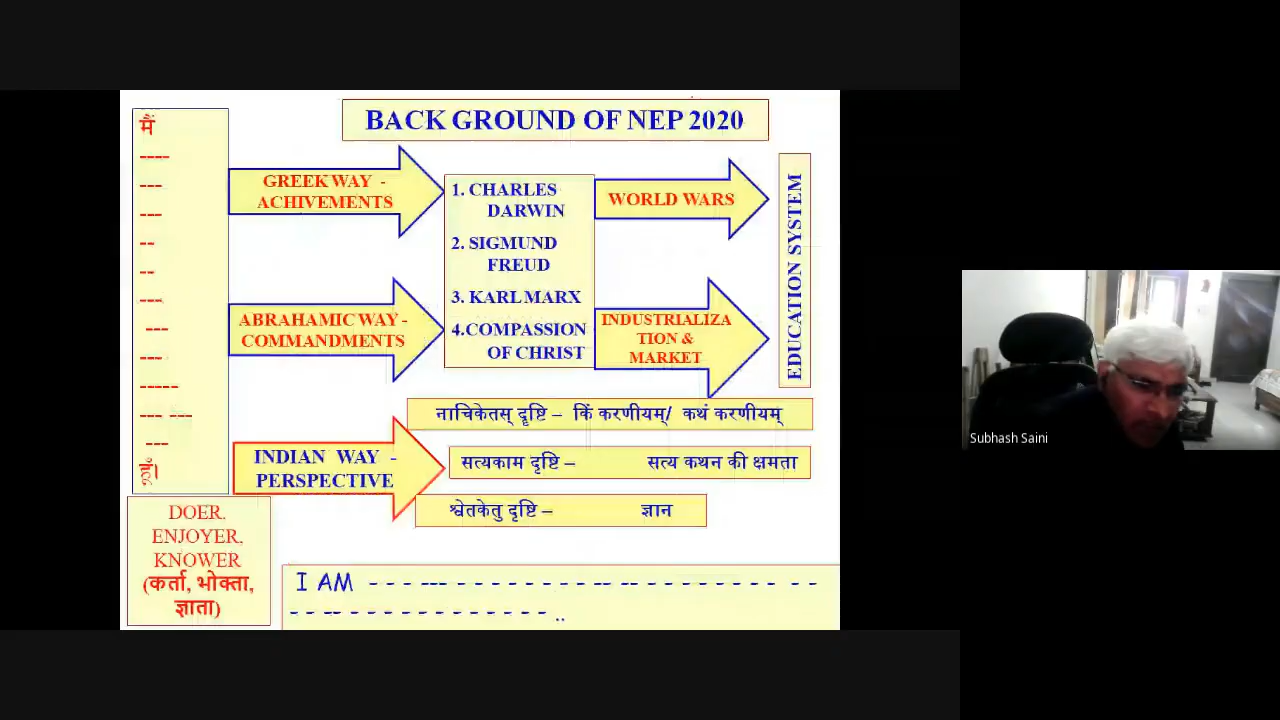 BACK GROUND OF NEP 2020
मैं
----
---
---
--
--
---
---
---
-----
-- ---
---
हूं।
GREEK WAY -
ACHIVEMENTS
ABRAHAMIC WAY -
COMMANDMENTS
1. CHARLES
DARWIN
2. SIGMUND
FREUD
3. KARL MARX
4.COMPASSION
OF CHRIST
WORLD WARS
INDUSTRIALIZA
TION &
MARKET
EDUCATION SYSTEM
INDIAN WAY -
PERSPECTIVE
नाचिकेतस् दृष्टि – किं करणीयम्/ कथं करणीयम्
सत्यकाम दृष्टि – सत्य कथन की क्षमता
श्वेतकेतु दृष्टि – ज्ञान
DOER,
ENJOYER,
KNOWER
(कर्ता, भोक्ता,
ज्ञाता)
I AM - - --- - - - - - - - - - -- -- - - - - - - - - - -
- - -- - - - - - - - - - - - - - ..
Subhash Saini